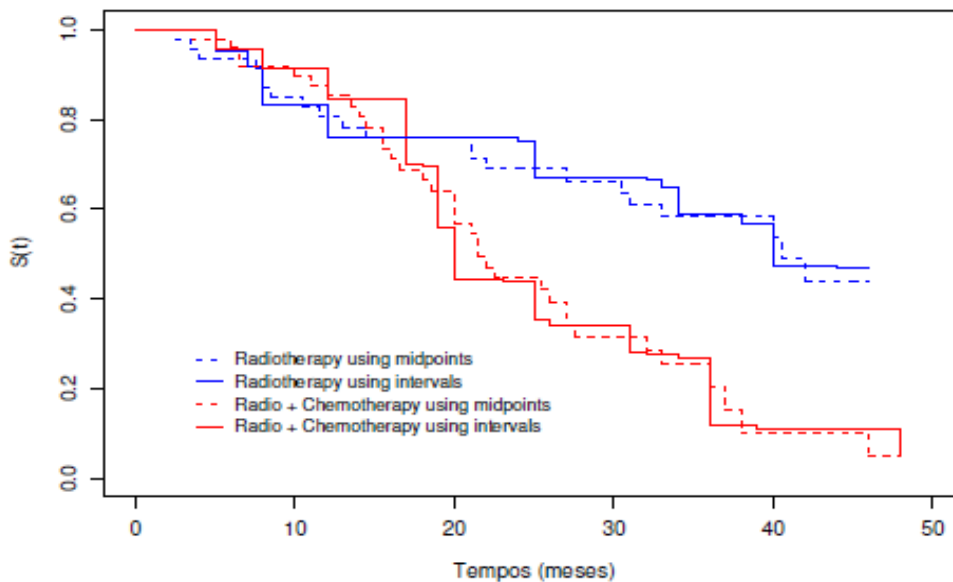 1.0
0.8
0.6
0.4
0.2
0.0
S(t)
Radiotherapy using midpoints
Radiotherapy using intervals
Radio + Chemotherapy using midpoints
Radio + Chemotherapy using intervals
0 10 20 30 40 50
Tempos (meses)